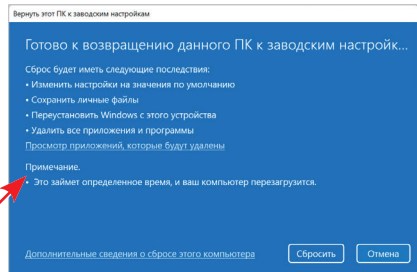 Вернуть этот ПК к заводским настройкам
Готово к возвращению данного ПК к заводским настройк...
Сброс будет иметь следующие последствия:
• Изменить настройки на значения по умолчанию
• Сохранить личные файлы
• Переустановить Windows с этого устройства
• Удалить все приложения и программы
Просмотр приложений, которые будут удалены
Примечание.
• Это займет определенное время, и ваш компьютер перезагрузится.
Дополнительные сведения о сбросе этого компьютера
Сбросить
Отмена